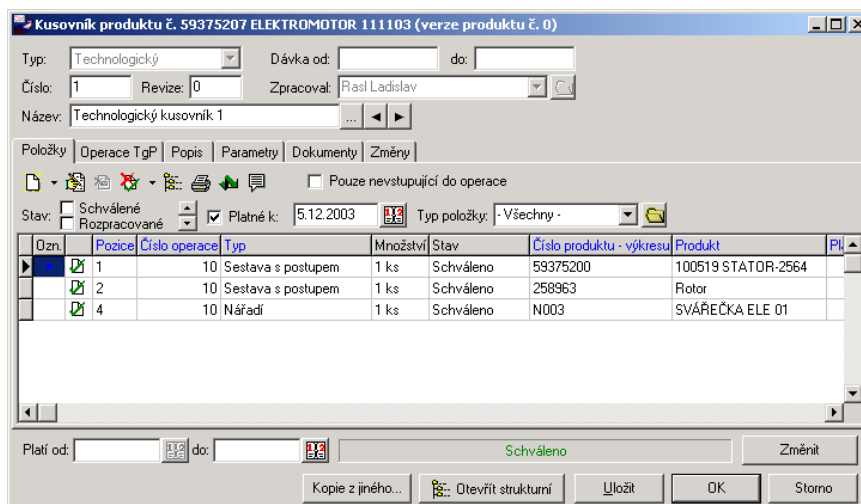 Kusovník produktu č. 59375207 ELEKTROMOTOR 111103 (verze produktu č. 0)
Typ: Technologický Dávka od: do:
Číslo: 1 Revize: 0 Zpracoval: Rasl Ladislav
Název: Technologický kusovník 1 ...
Položky Operace TgP Popis Parametry Dokumenty Změny
Pouze nevstupující do operace
Stav: Schválené Rozpracované Platné k: 5.12.2003 Typ položky: - Všechny -
Ozn. Pozice Číslo operace Typ Množství Stav Číslo produktu - výkresu Produkt
1 10 Sestava s postupem 1 ks Schváleno 59375200 100519 STATOR-2564
2 10 Sestava s postupem 1 ks Schváleno 258963 Rotor
4 10 Nářadí 1 ks Schváleno N003 SVÁŘEČKA ELE 01
Platí od: do: Schváleno Změnit
Kopie z jiného... Otevřít strukturní Uložit OK Storno